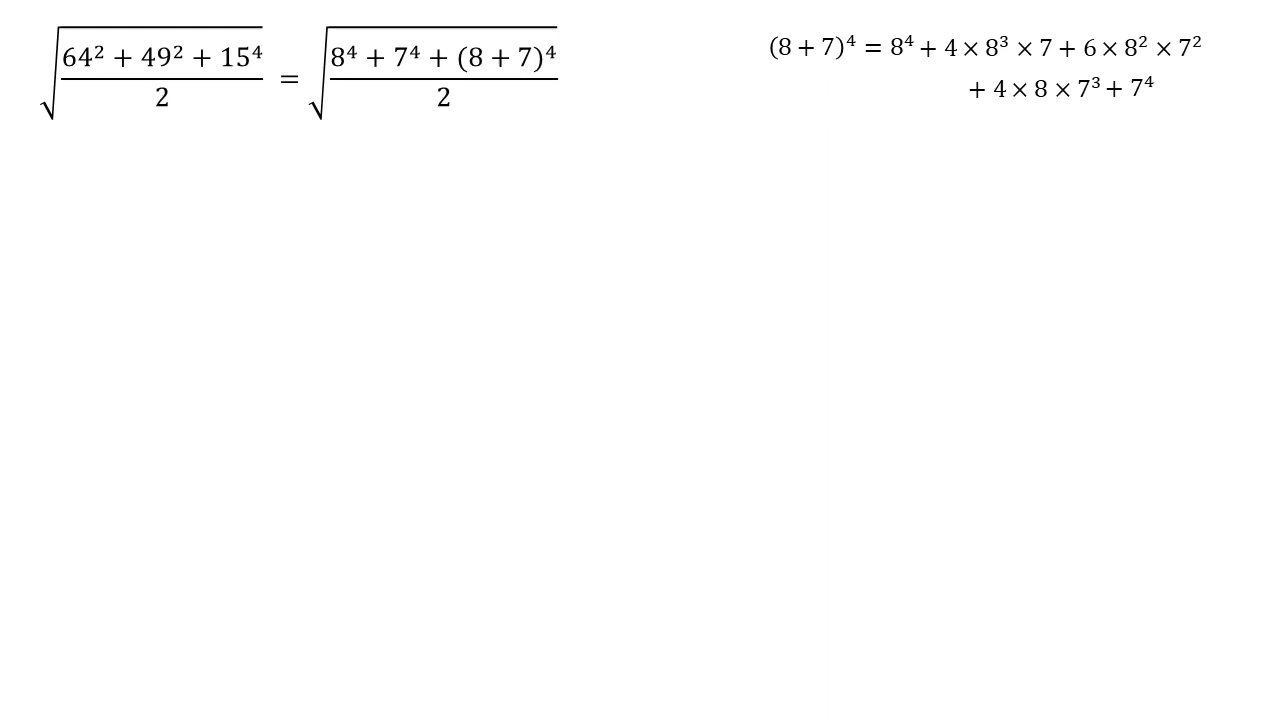 √((64² + 49² + 15⁴)/2) = √((8⁴ + 7⁴ + (8 + 7)⁴)/2)
(8 + 7)⁴ = 8⁴ + 4 × 8³ × 7 + 6 × 8² × 7²
+ 4 × 8 × 7³ + 7⁴